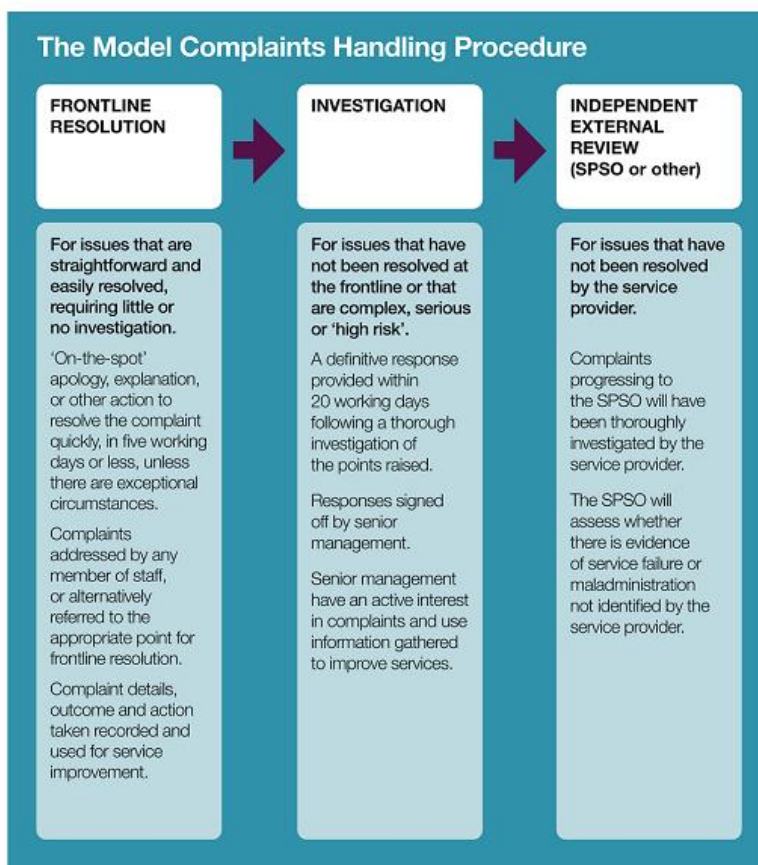 The Model Complaints Handling Procedure
FRONTLINE
RESOLUTION
For issues that are
straightforward and
easily resolved,
requiring little or
no investigation.
‘On-the-spot’
apology, explanation,
or other action to
resolve the complaint
quickly, in five working
days or less, unless
there are exceptional
circumstances.
Complaints
addressed by any
member of staff,
or alternatively
referred to the
appropriate point for
frontline resolution.
Complaint details,
outcome and action
taken recorded and
used for service
improvement.
INVESTIGATION
For issues that have
not been resolved at
the frontline or that
are complex, serious
or ‘high risk’.
A definitive response
provided within
20 working days
following a thorough
investigation of
the points raised.
Responses signed
off by senior
management.
Senior management
have an active interest
in complaints and use
information gathered
to improve services.
INDEPENDENT
EXTERNAL
REVIEW
(SPSO or other)
For issues that have
not been resolved
by the service
provider.
Complaints
progressing to
the SPSO will have
been thoroughly
investigated by the
service provider.
The SPSO will
assess whether
there is evidence
of service failure or
maladministration
not identified by the
service provider.